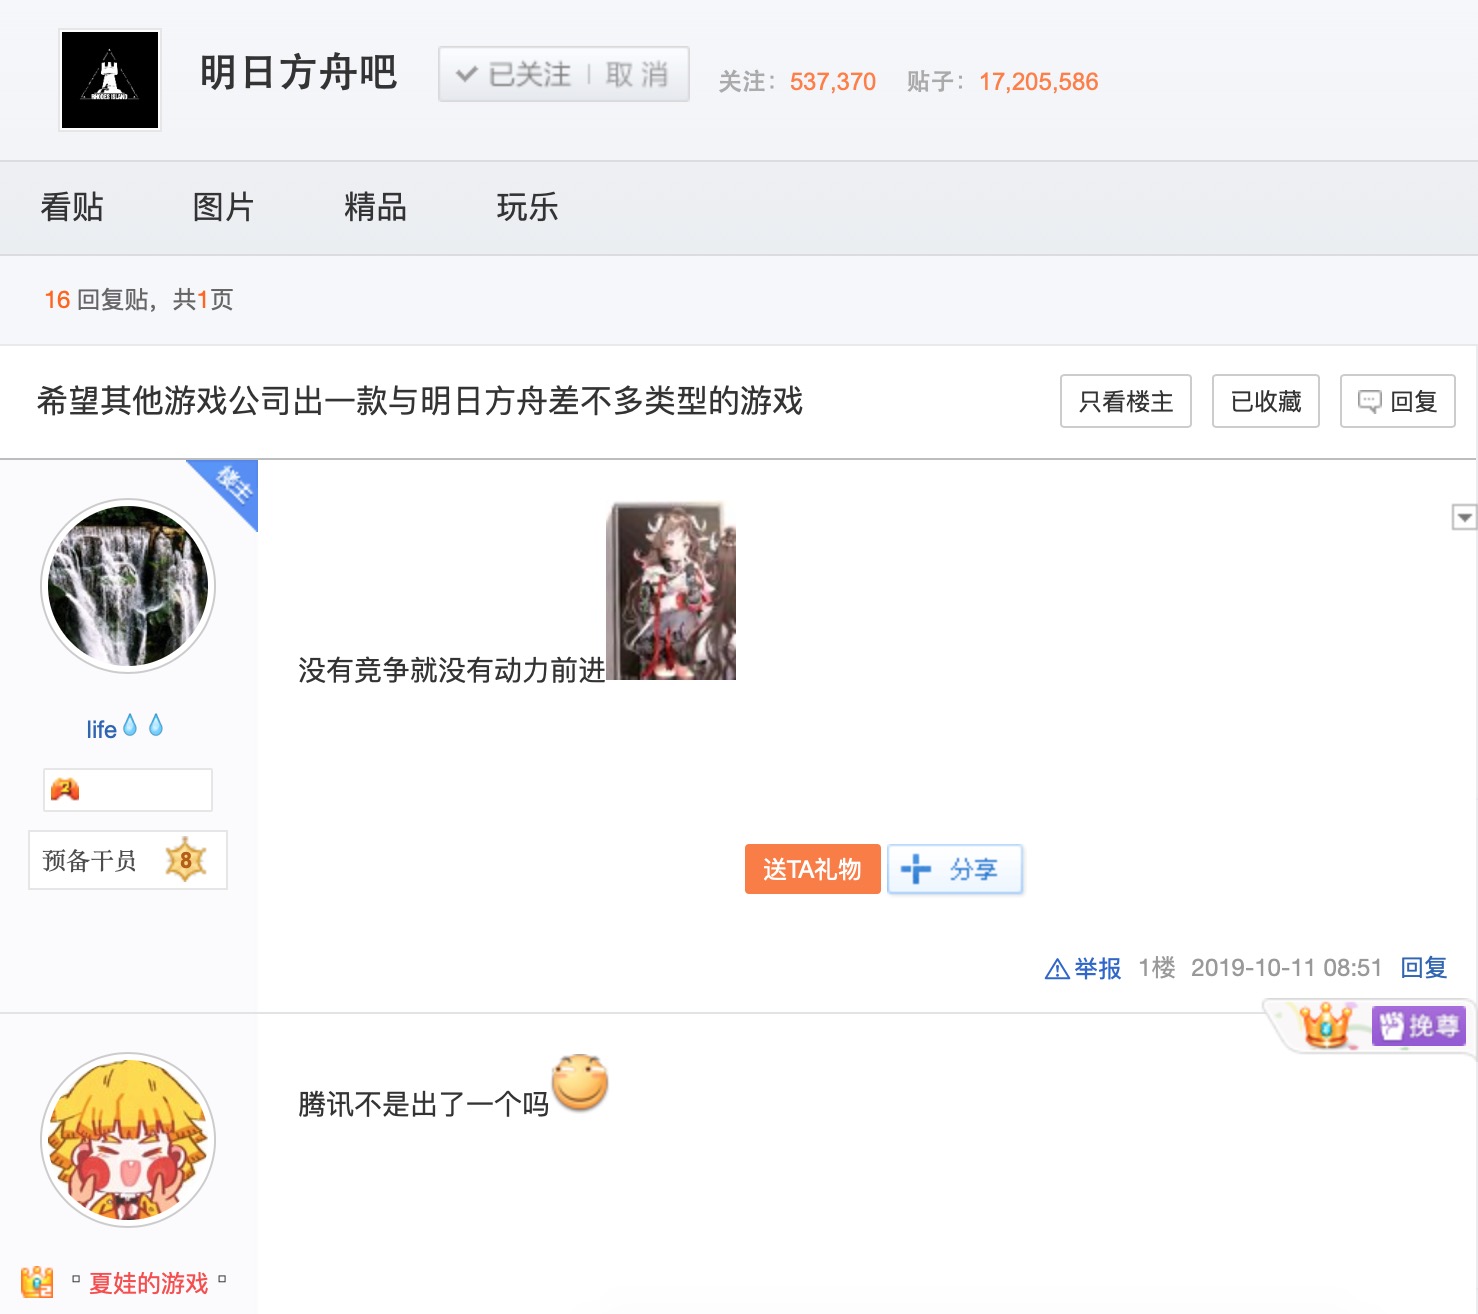 RHODES ISLAND
明日方舟吧
已关注 | 取消
关注：537,370 贴子：17,205,586
看贴 图片 精品 玩乐
16 回复贴，共1页
希望其他游戏公司出一款与明日方舟差不多类型的游戏
只看楼主 已收藏 回复
楼主
没有竞争就没有动力前进
life
2
预备干员 8
送TA礼物 分享
举报 1楼 2019-10-11 08:51 回复
挽尊
腾讯不是出了一个吗
夏娃的游戏